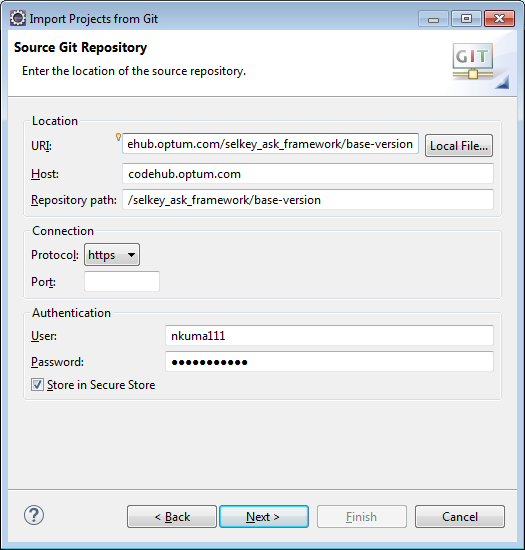 Import Projects from Git
Source Git Repository
Enter the location of the source repository.
GIT
Location
URI: ehub.optum.com/selkey_ask_framework/base-version Local File...
Host: codehub.optum.com
Repository path: /selkey_ask_framework/base-version
Connection
Protocol: https
Port:
Authentication
User: nkuma111
Password: ●●●●●●●●●●●
Store in Secure Store
? < Back Next > Finish Cancel